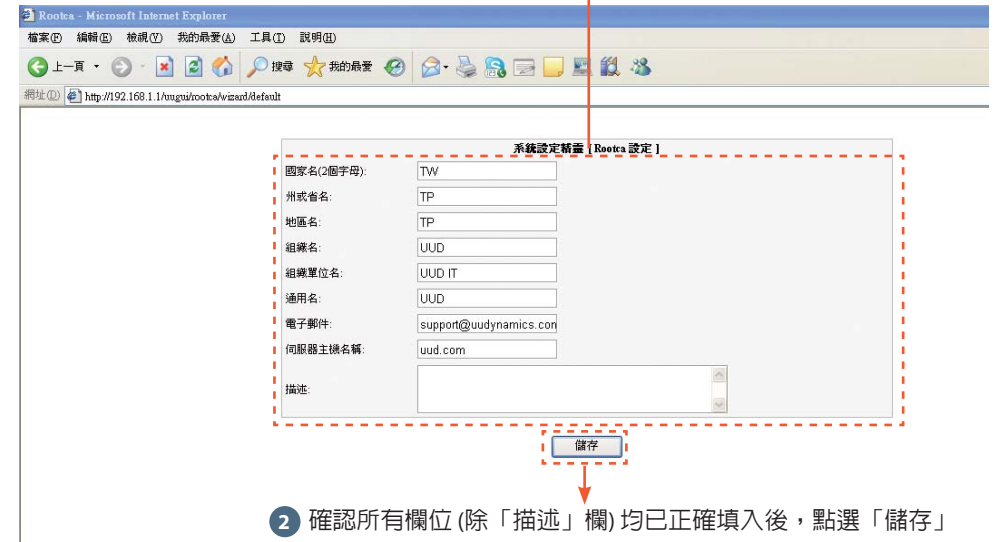 Rootca - Microsoft Internet Explorer
檔案(F) 編輯(E) 檢視(V) 我的最愛(A) 工具(T) 說明(H)
上一頁 搜尋 我的最愛
網址(D) http://192.168.1.1/uugui/rootca/wizard/default
系統設定精靈 [ Rootca 設定 ]
國家名(2個字母): TW
州或省名: TP
地區名: TP
組織名: UUD
組織單位名: UUD IT
通用名: UUD
電子郵件: support@uudynamics.con
伺服器主機名稱: uud.com
描述:
儲存
2 確認所有欄位 (除「描述」欄) 均已正確填入後，點選「儲存」